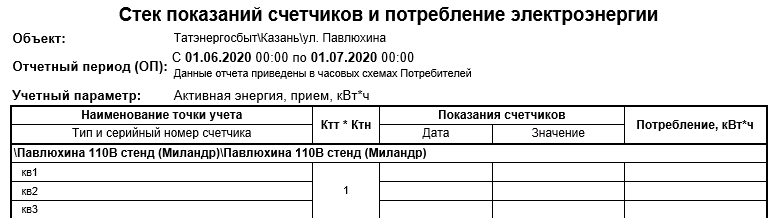 Стек показаний счетчиков и потребление электроэнергии
Объект: Татэнергосбыт\Казань\ул. Павлюхина
Отчетный период (ОП): С 01.06.2020 00:00 по 01.07.2020 00:00
Данные отчета приведены в часовых схемах Потребителей
Учетный параметр: Активная энергия, прием, кВт*ч
Наименование точки учета Ктт * Ктн Показания счетчиков Потребление, кВт*ч
Тип и серийный номер счетчика Дата Значение
\Павлюхина 110В стенд (Миландр)\Павлюхина 110В стенд (Миландр)
кв1
кв2 1
кв3